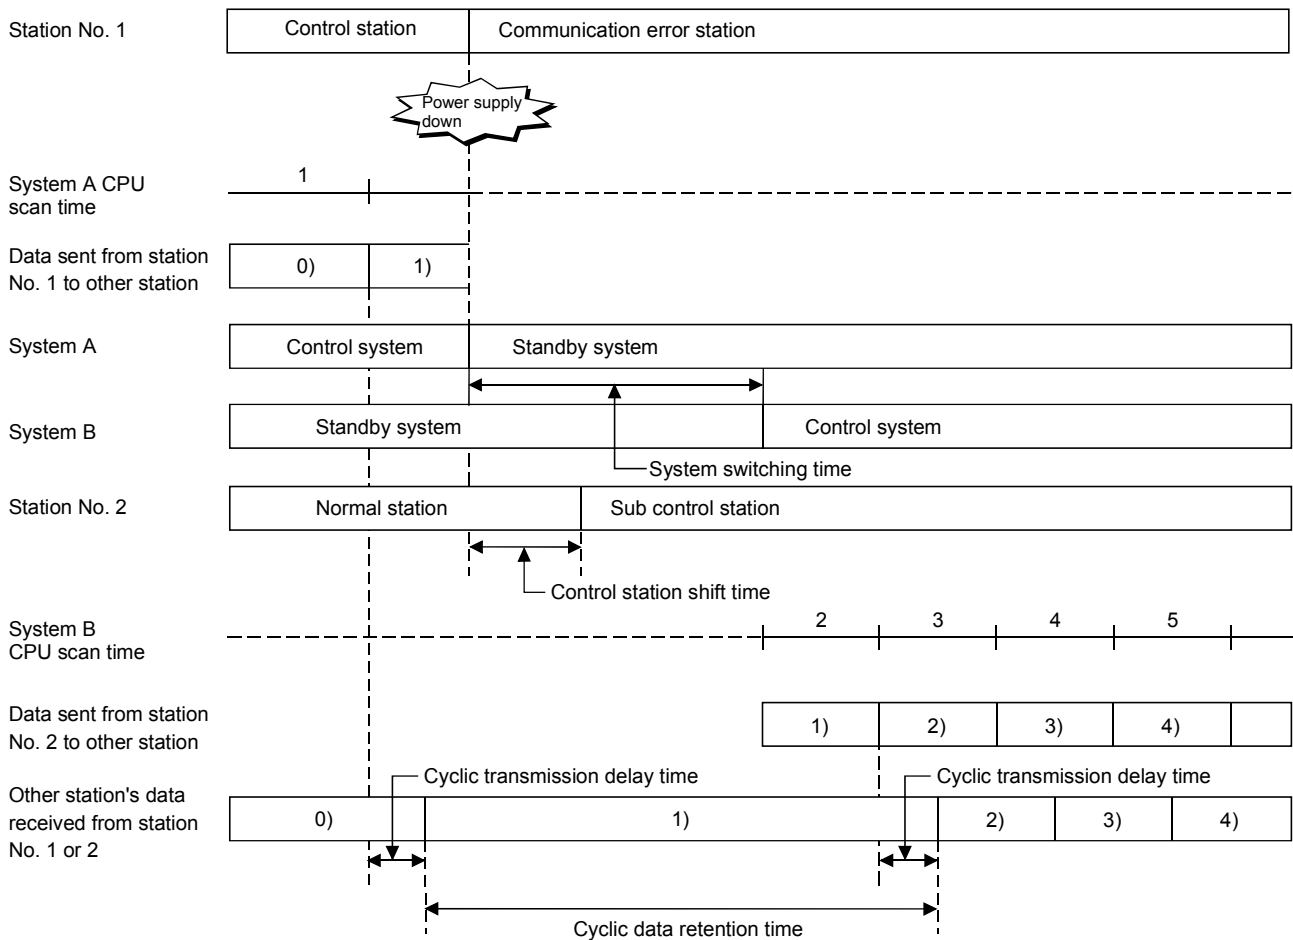 Station No. 1
Control station
Communication error station
Power supply
down
System A CPU
scan time
1
Data sent from station
No. 1 to other station
0)
1)
System A
Control system
Standby system
System B
Standby system
Control system
System switching time
Station No. 2
Normal station
Sub control station
Control station shift time
System B
CPU scan time
2
3
4
5
Data sent from station
No. 2 to other station
1)
2)
3)
4)
Cyclic transmission delay time
Cyclic transmission delay time
Other station's data
received from station
No. 1 or 2
0)
1)
2)
3)
4)
Cyclic data retention time